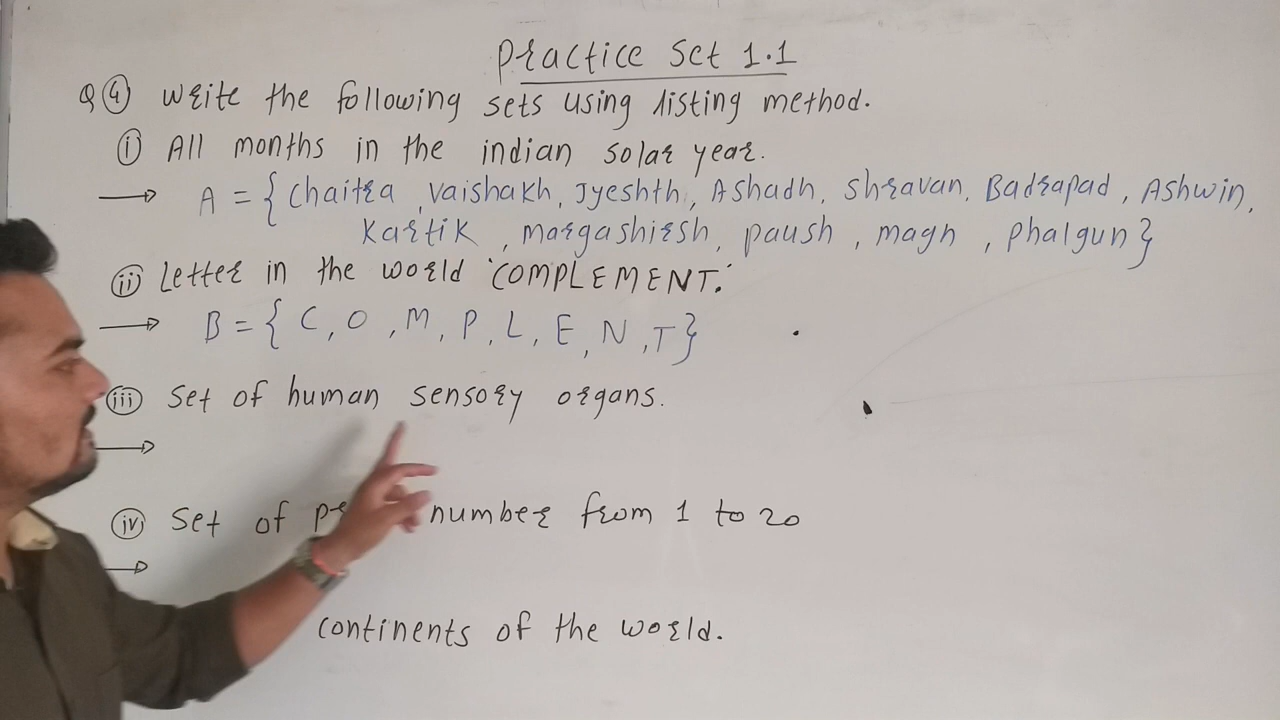 Practice Set 1.1
Q④ Write the following sets using listing method.
(i) All months in the indian solar year.
→ A = {Chaitra, Vaishakh, Jyeshth, Ashadh, Shravan, Badrapad, Ashwin,
Kartik, margashirsh, paush, magh, phalgun}
(ii) Letter in the world 'COMPLEMENT.'
→ B = {C, O, M, P, L, E, N, T}
(iii) Set of human sensory organs.
→
(iv) Set of number from 1 to 20
→
continents of the world.